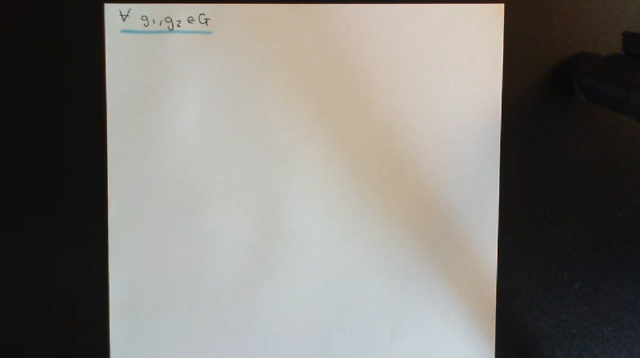 ∀ g₁, g₂ ∈ G